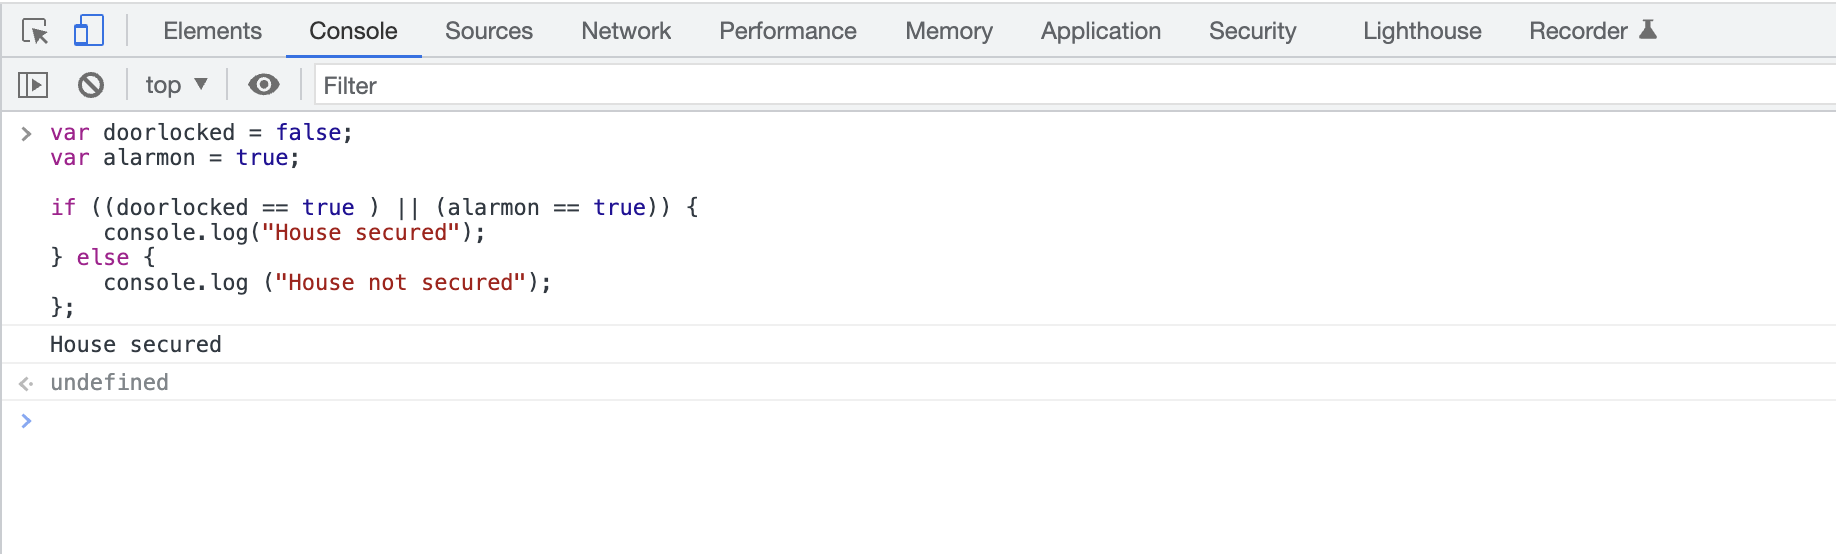 Elements Console Sources Network Performance Memory Application Security Lighthouse Recorder
top Filter
var doorlocked = false;
var alarmon = true;
if ((doorlocked == true ) || (alarmon == true)) {
console.log("House secured");
} else {
console.log ("House not secured");
};
House secured
undefined